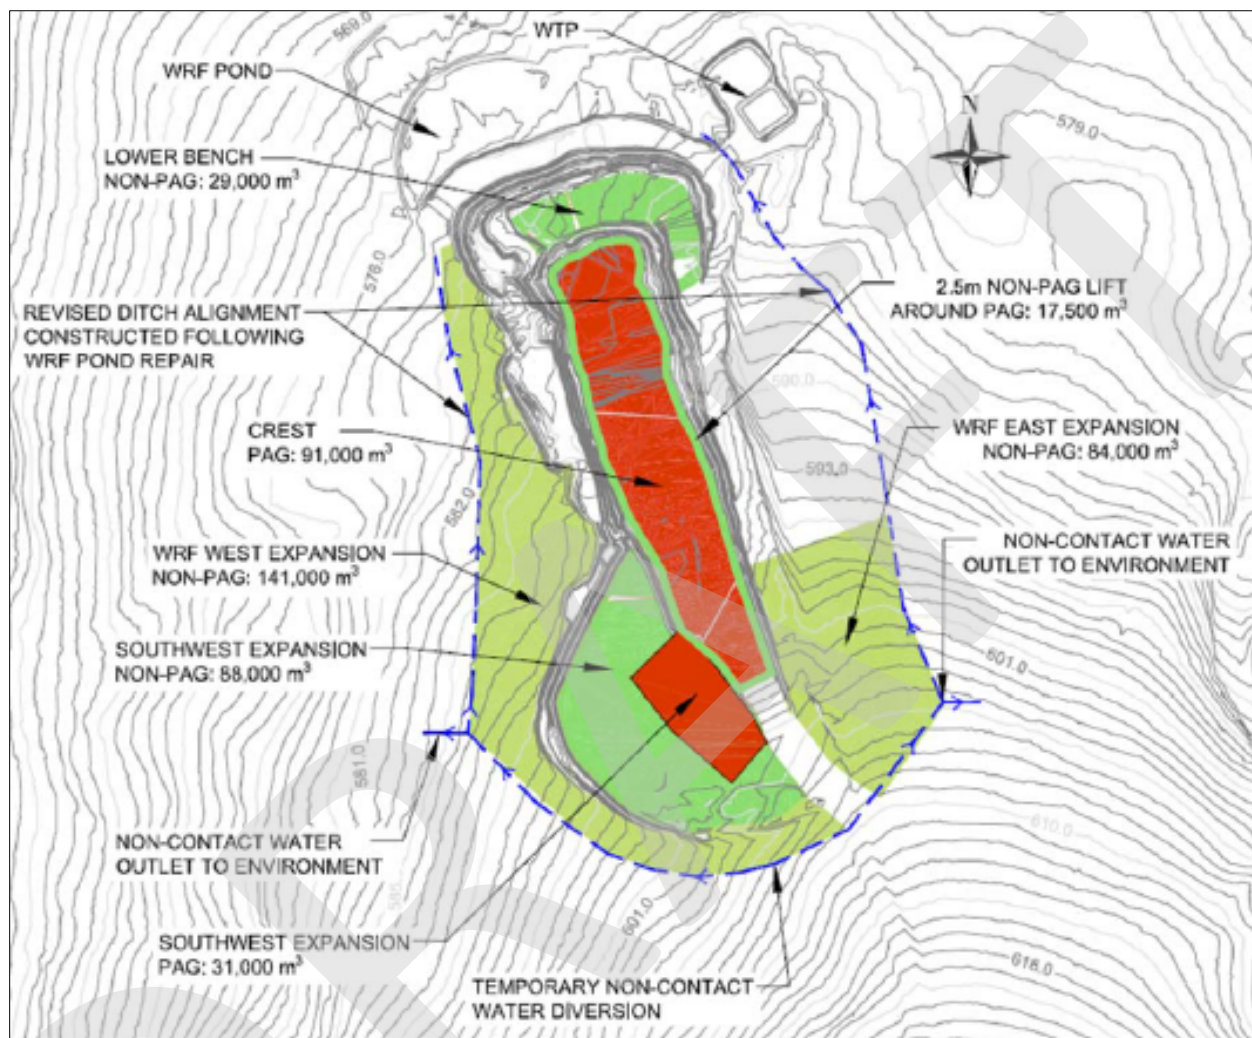 569.0
WTP
WRF POND
N
579.0
LOWER BENCH
NON-PAG: 29,000 m³
576.0
2.5m NON-PAG LIFT
AROUND PAG: 17,500 m³
REVISED DITCH ALIGNMENT
CONSTRUCTED FOLLOWING
WRF POND REPAIR
590.0
CREST
PAG: 91,000 m³
WRF EAST EXPANSION
NON-PAG: 84,000 m³
593.0
582.0
WRF WEST EXPANSION
NON-PAG: 141,000 m³
NON-CONTACT WATER
OUTLET TO ENVIRONMENT
SOUTHWEST EXPANSION
NON-PAG: 88,000 m³
601.0
581.0
NON-CONTACT WATER
OUTLET TO ENVIRONMENT
610.0
601.0
SOUTHWEST EXPANSION
PAG: 31,000 m³
618.0
TEMPORARY NON-CONTACT
WATER DIVERSION